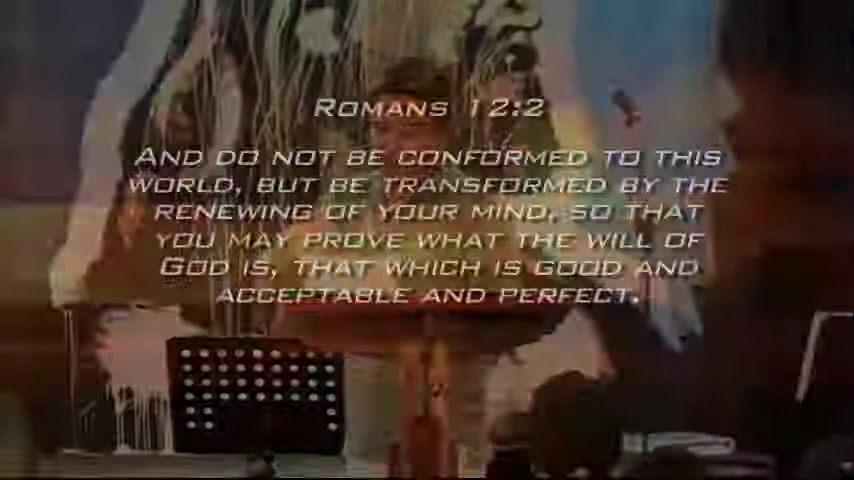 Romans 12:2
And do not be conformed to this
world, but be transformed by the
renewing of your mind, so that
you may prove what the will of
God is, that which is good and
acceptable and perfect.